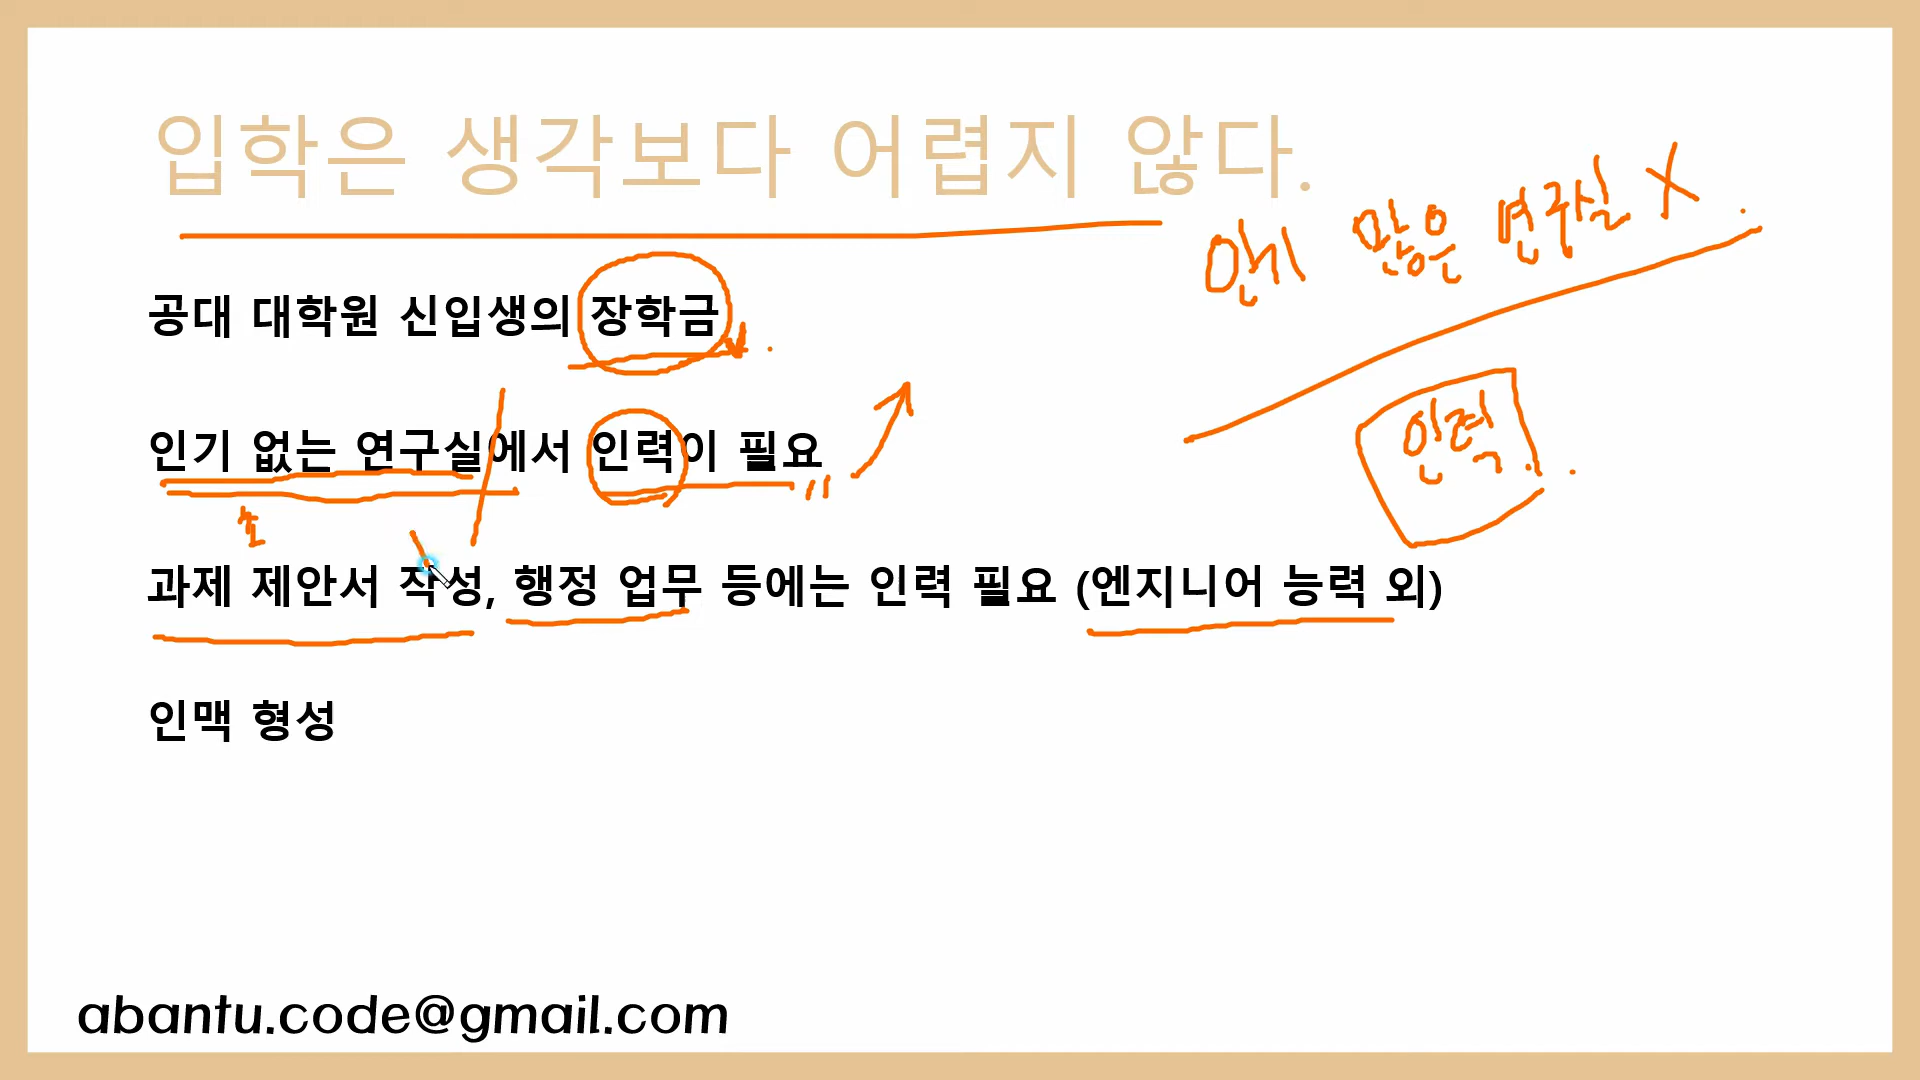 입학은 생각보다 어렵지 않다.
인기 많은 연구실 X
공대 대학원 신입생의 장학금
인기 없는 연구실에서 인력이 필요
인력
과제 제안서 작성, 행정 업무 등에는 인력 필요 (엔지니어 능력 외)
인맥 형성
abantu.code@gmail.com